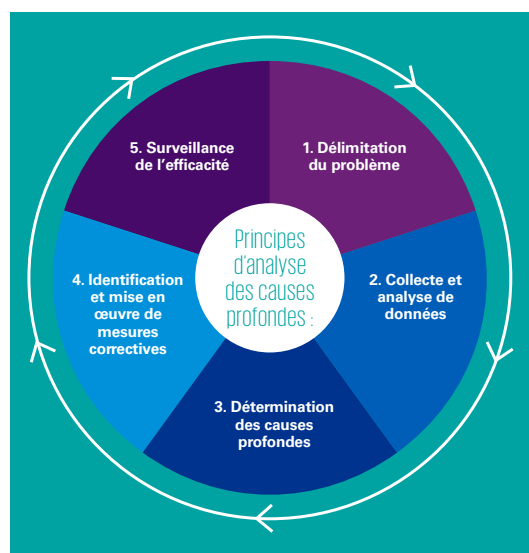 Principes
d'analyse
des causes
profondes :
1. Délimitation
du problème
2. Collecte et
analyse de
données
3. Détermination
des causes
profondes
4. Identification
et mise en
œuvre de
mesures
correctives
5. Surveillance
de l'efficacité